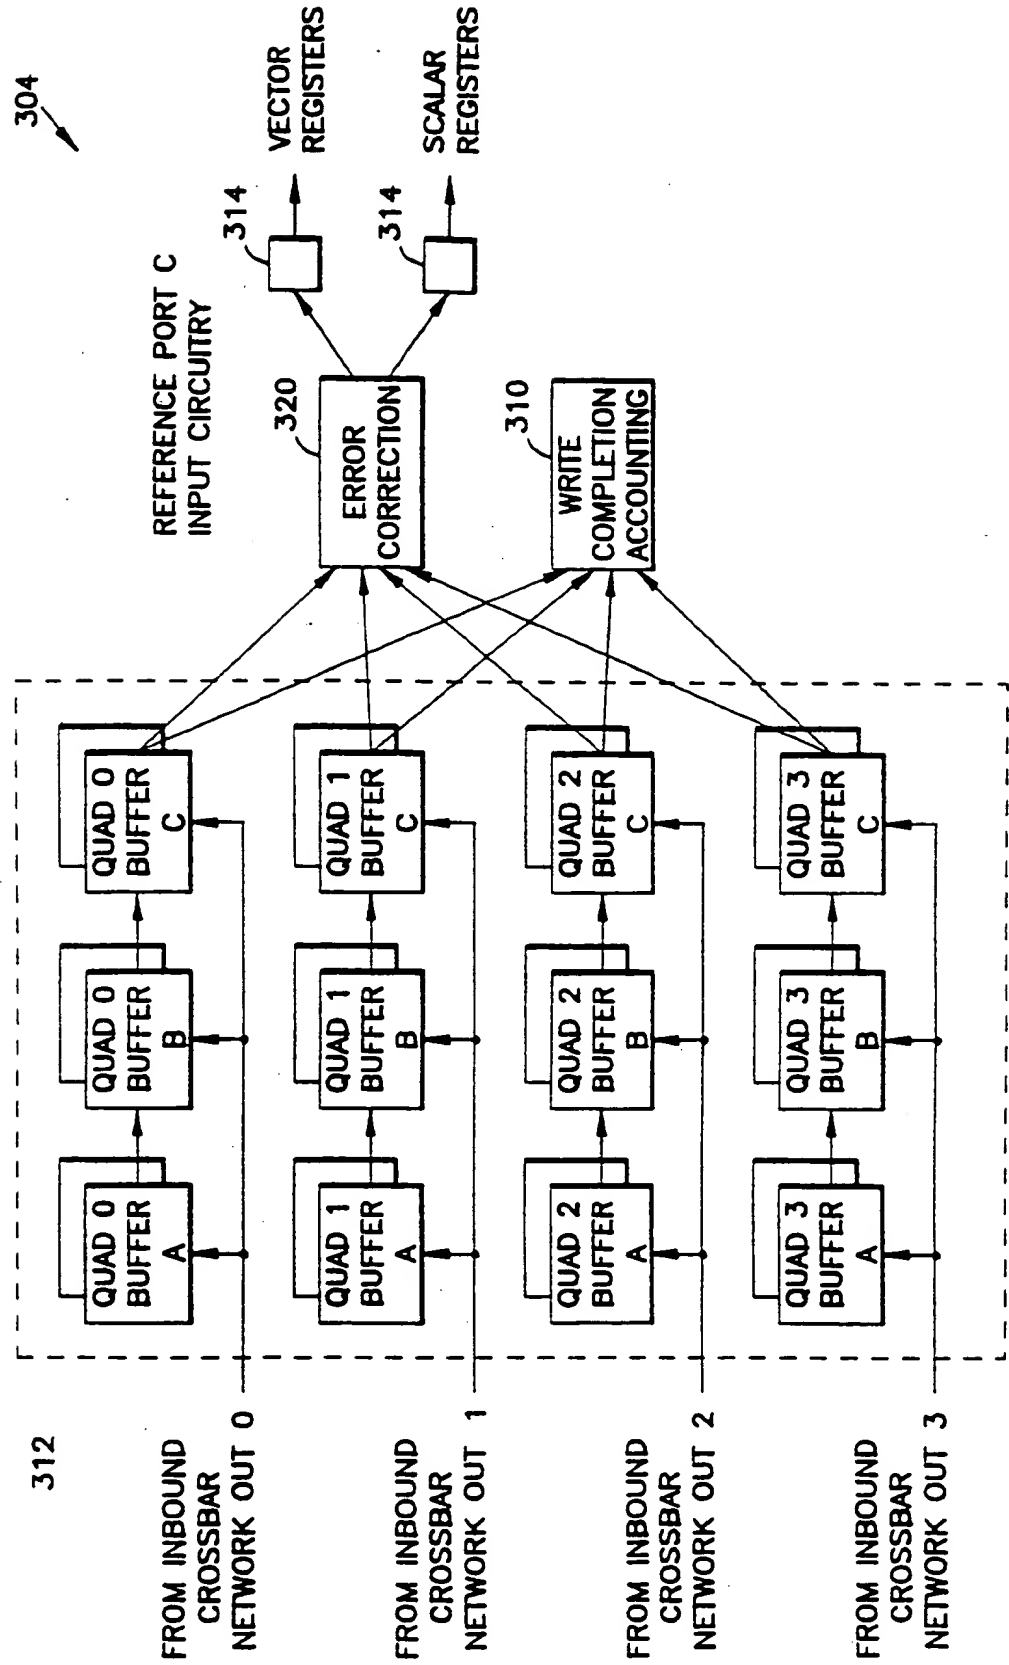 304
REFERENCE PORT C
INPUT CIRCUITRY
312
FROM INBOUND
CROSSBAR
NETWORK OUT 0
QUAD 0
BUFFER
A
QUAD 0
BUFFER
B
QUAD 0
BUFFER
C
FROM INBOUND
CROSSBAR
NETWORK OUT 1
QUAD 1
BUFFER
A
QUAD 1
BUFFER
B
QUAD 1
BUFFER
C
FROM INBOUND
CROSSBAR
NETWORK OUT 2
QUAD 2
BUFFER
A
QUAD 2
BUFFER
B
QUAD 2
BUFFER
C
FROM INBOUND
CROSSBAR
NETWORK OUT 3
QUAD 3
BUFFER
A
QUAD 3
BUFFER
B
QUAD 3
BUFFER
C
320
ERROR
CORRECTION
310
WRITE
COMPLETION
ACCOUNTING
314
VECTOR
REGISTERS
314
SCALAR
REGISTERS